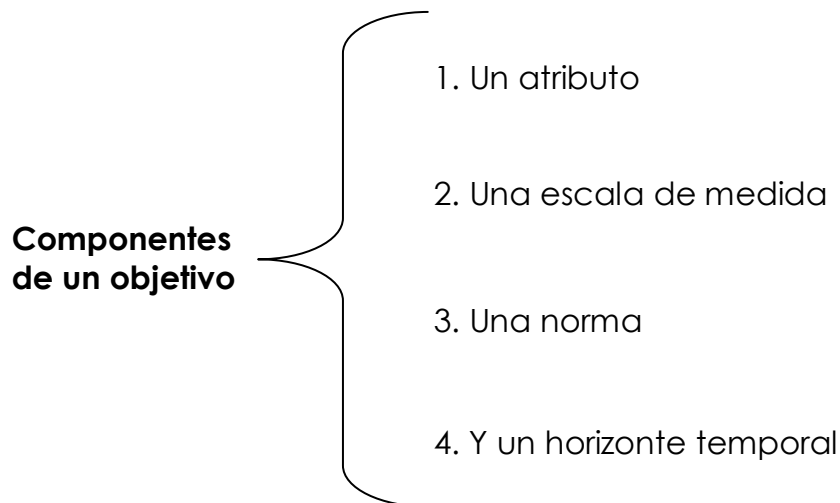 1. Un atributo
2. Una escala de medida
Componentes
de un objetivo
3. Una norma
4. Y un horizonte temporal